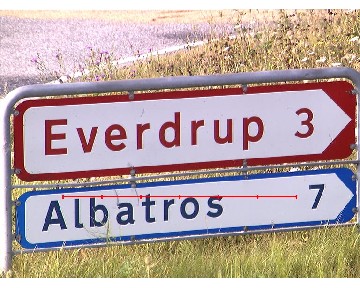 Everdrup 3
Albatros 7